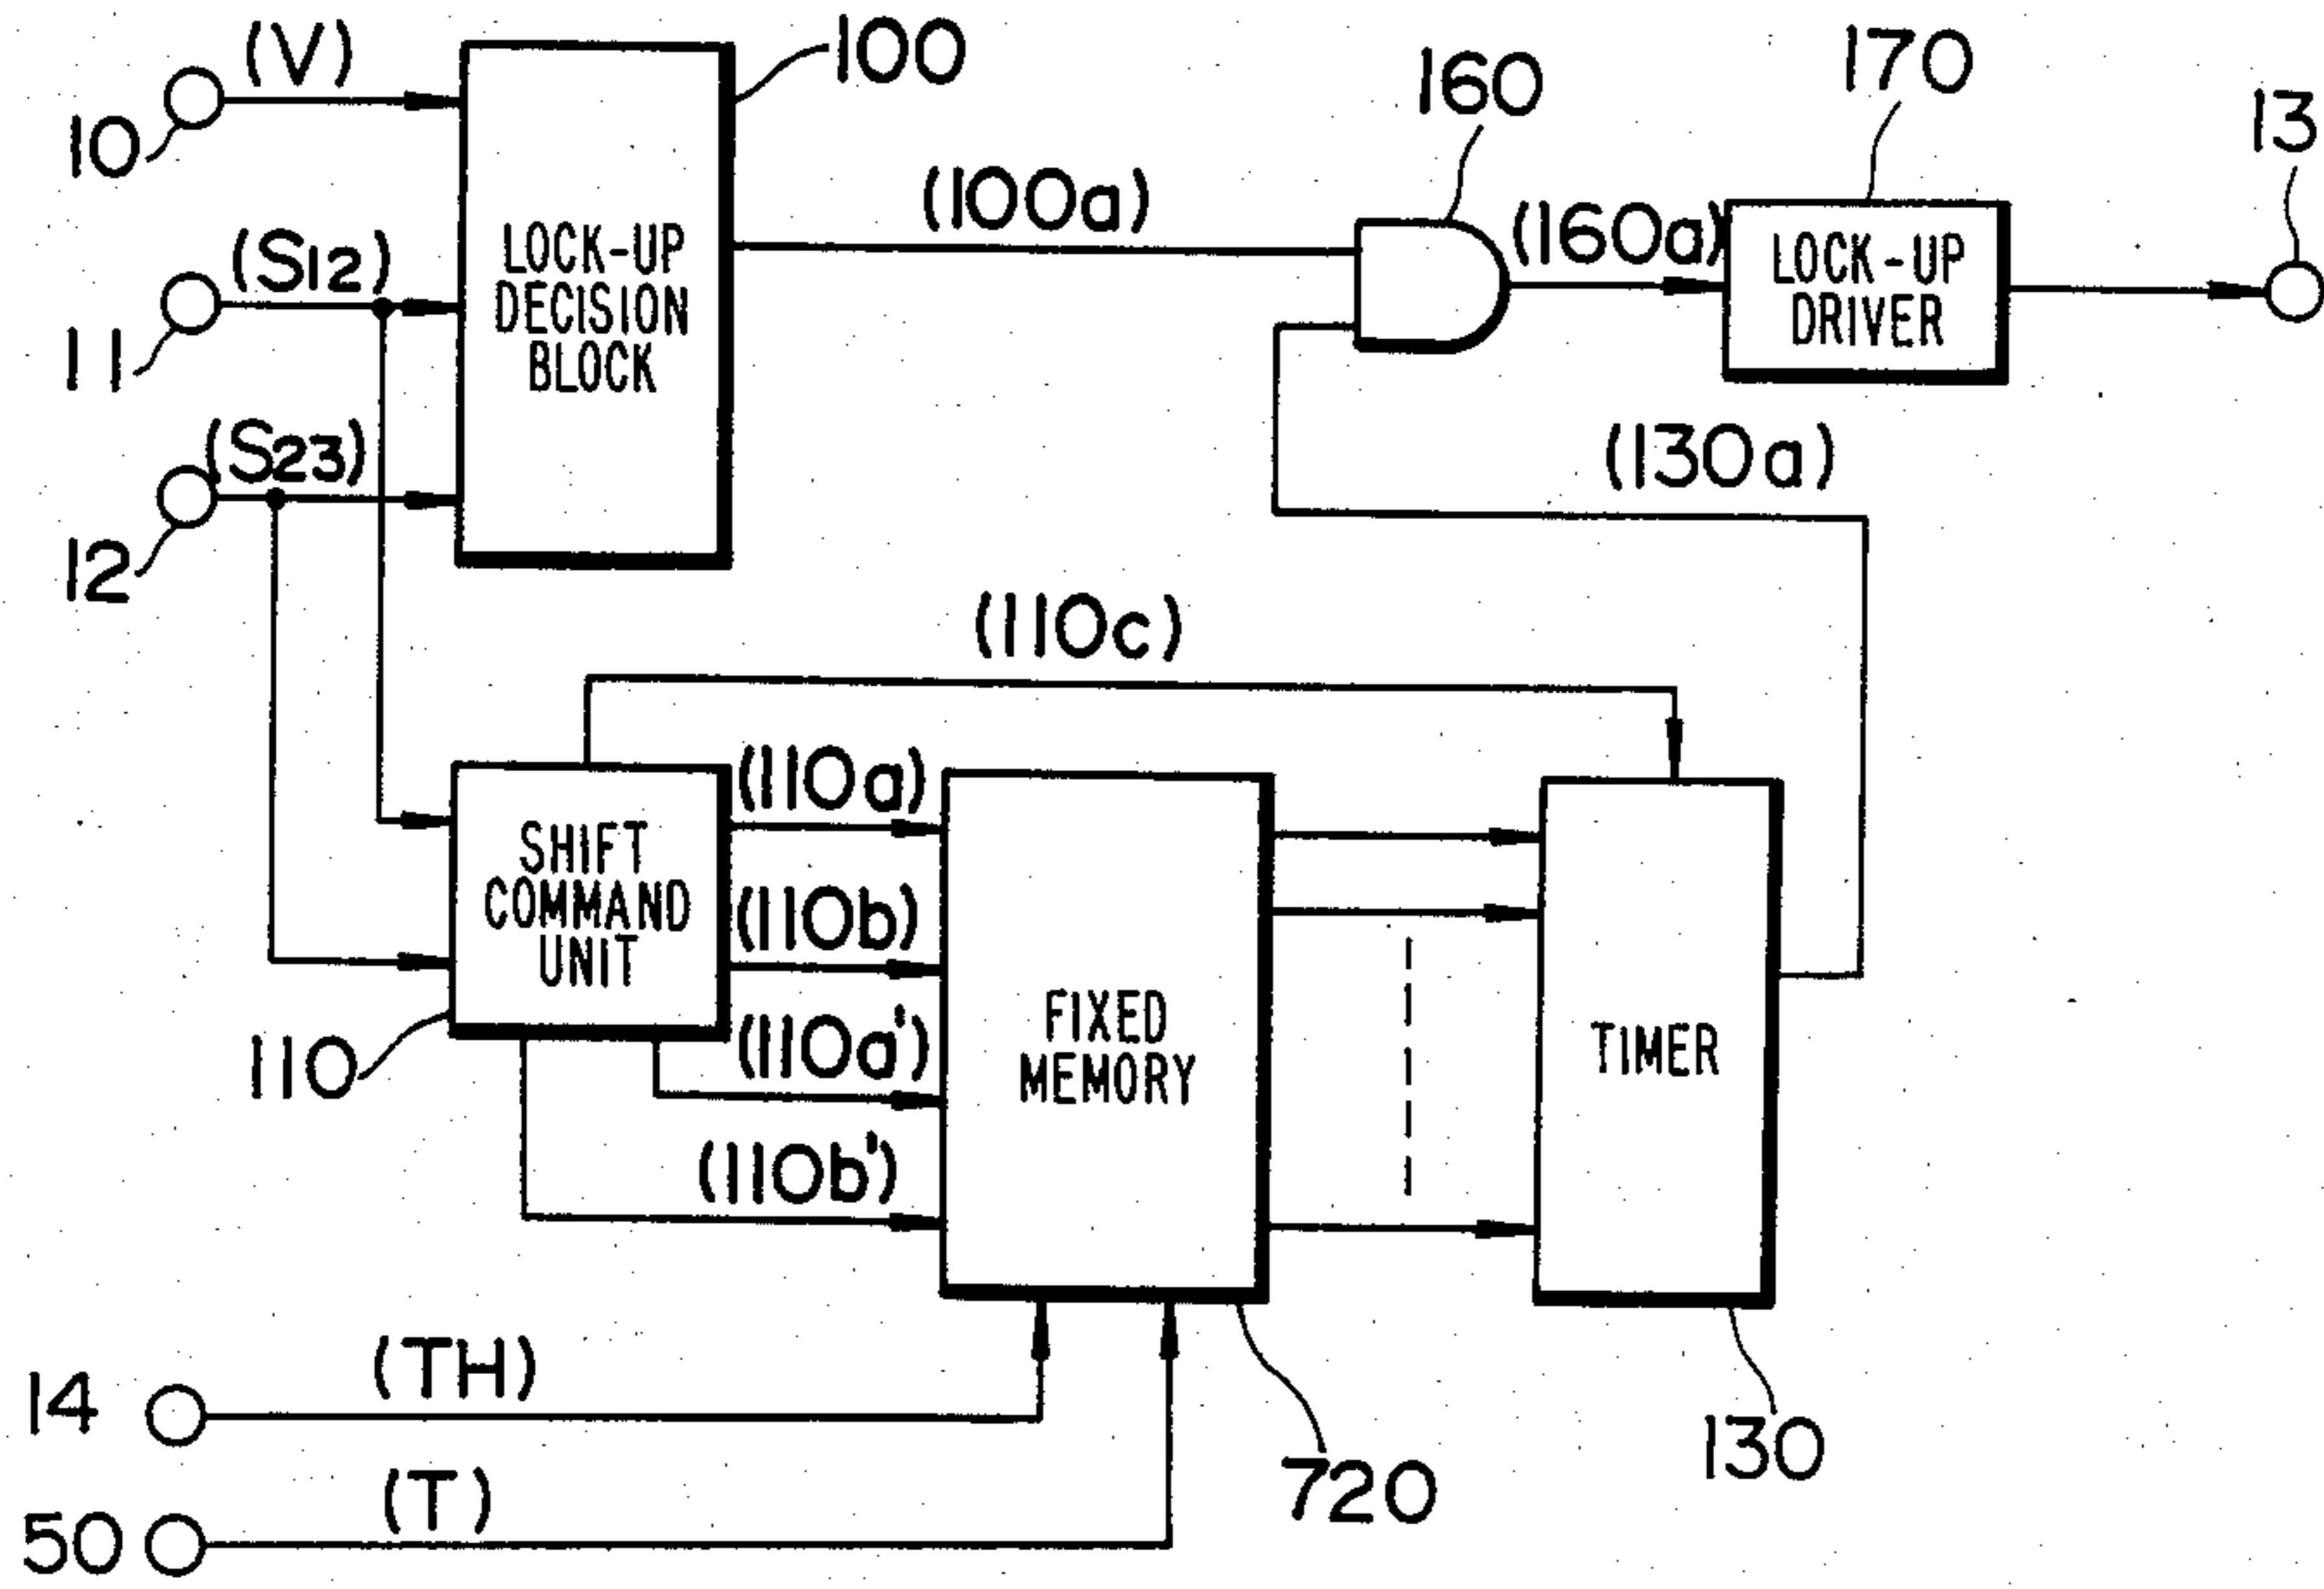 (V)
100
10
160
170
13
(S12)
(100a)
(160a)
LOCK-UP
DECISION
BLOCK
LOCK-UP
DRIVER
11
(S23)
(130a)
12
(110c)
(110a)
SHIFT
COMMAND
UNIT
(110b)
FIXED
MEMORY
TIMER
(110a')
110
(110b')
14
(TH)
130
720
50
(T)